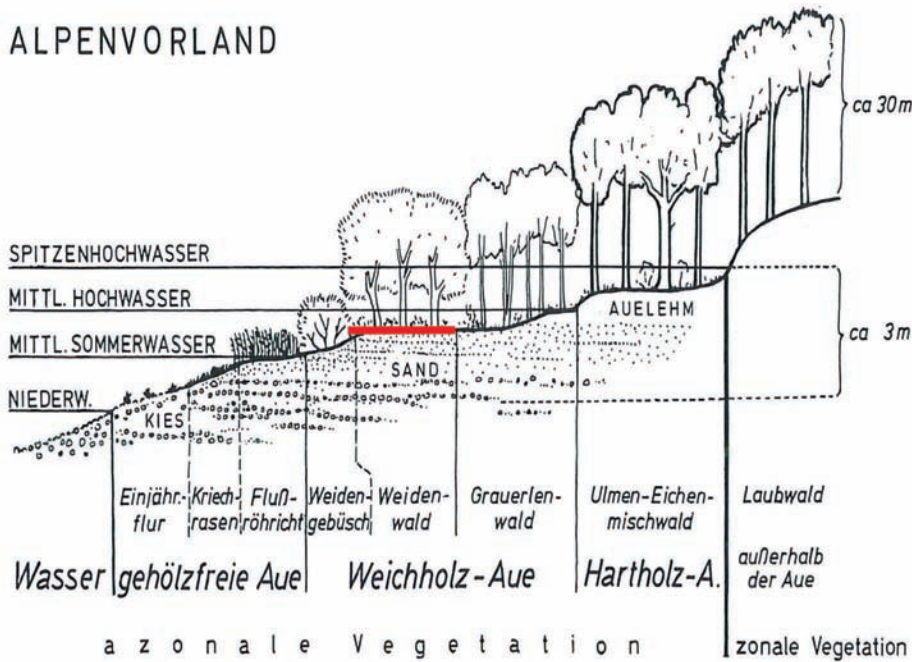 ALPENVORLAND
ca 30 m
SPITZENHOCHWASSER
MITTL. HOCHWASSER
AUELEHM
MITTL. SOMMERWASSER
ca 3 m
SAND
NIEDERW.
KIES
Einjähr.-
flur
Kriech-
rasen
Fluß-
röhricht
Weiden-
gebüsch
Weiden-
wald
Grauerlen-
wald
Ulmen-Eichen-
mischwald
Laubwald
außerhalb
der Aue
Wasser
gehölzfreie Aue
Weichholz-Aue
Hartholz-A.
azonale Vegetation
zonale Vegetation